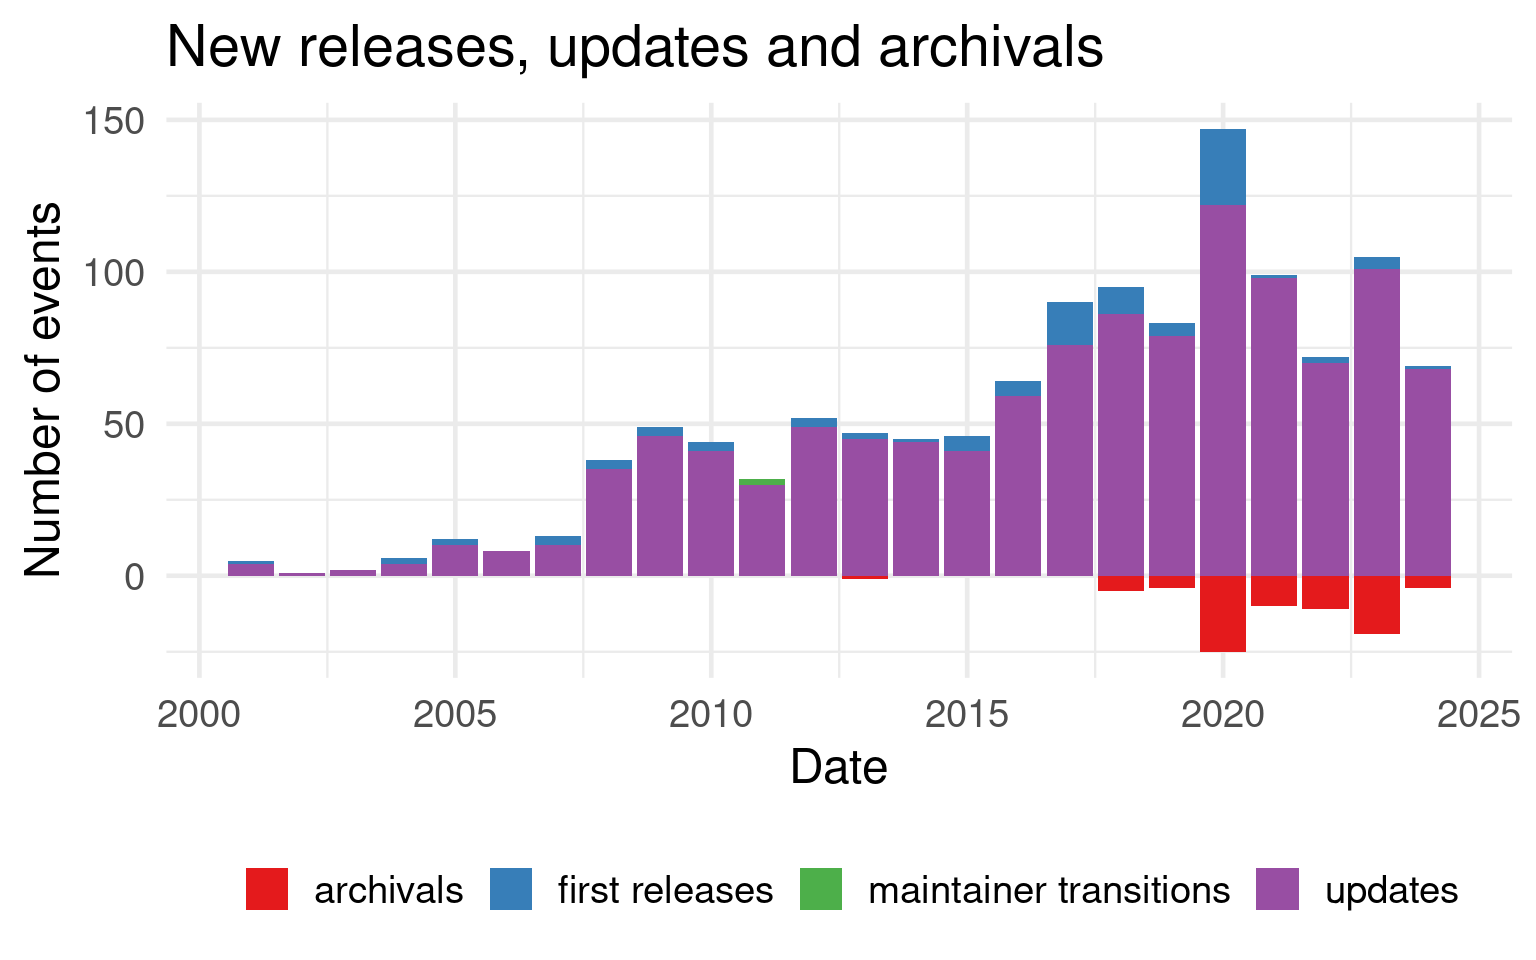 New releases, updates and archivals
Number of events
150
100
50
0
2000 2005 2010 2015 2020 2025
Date
archivals first releases maintainer transitions updates